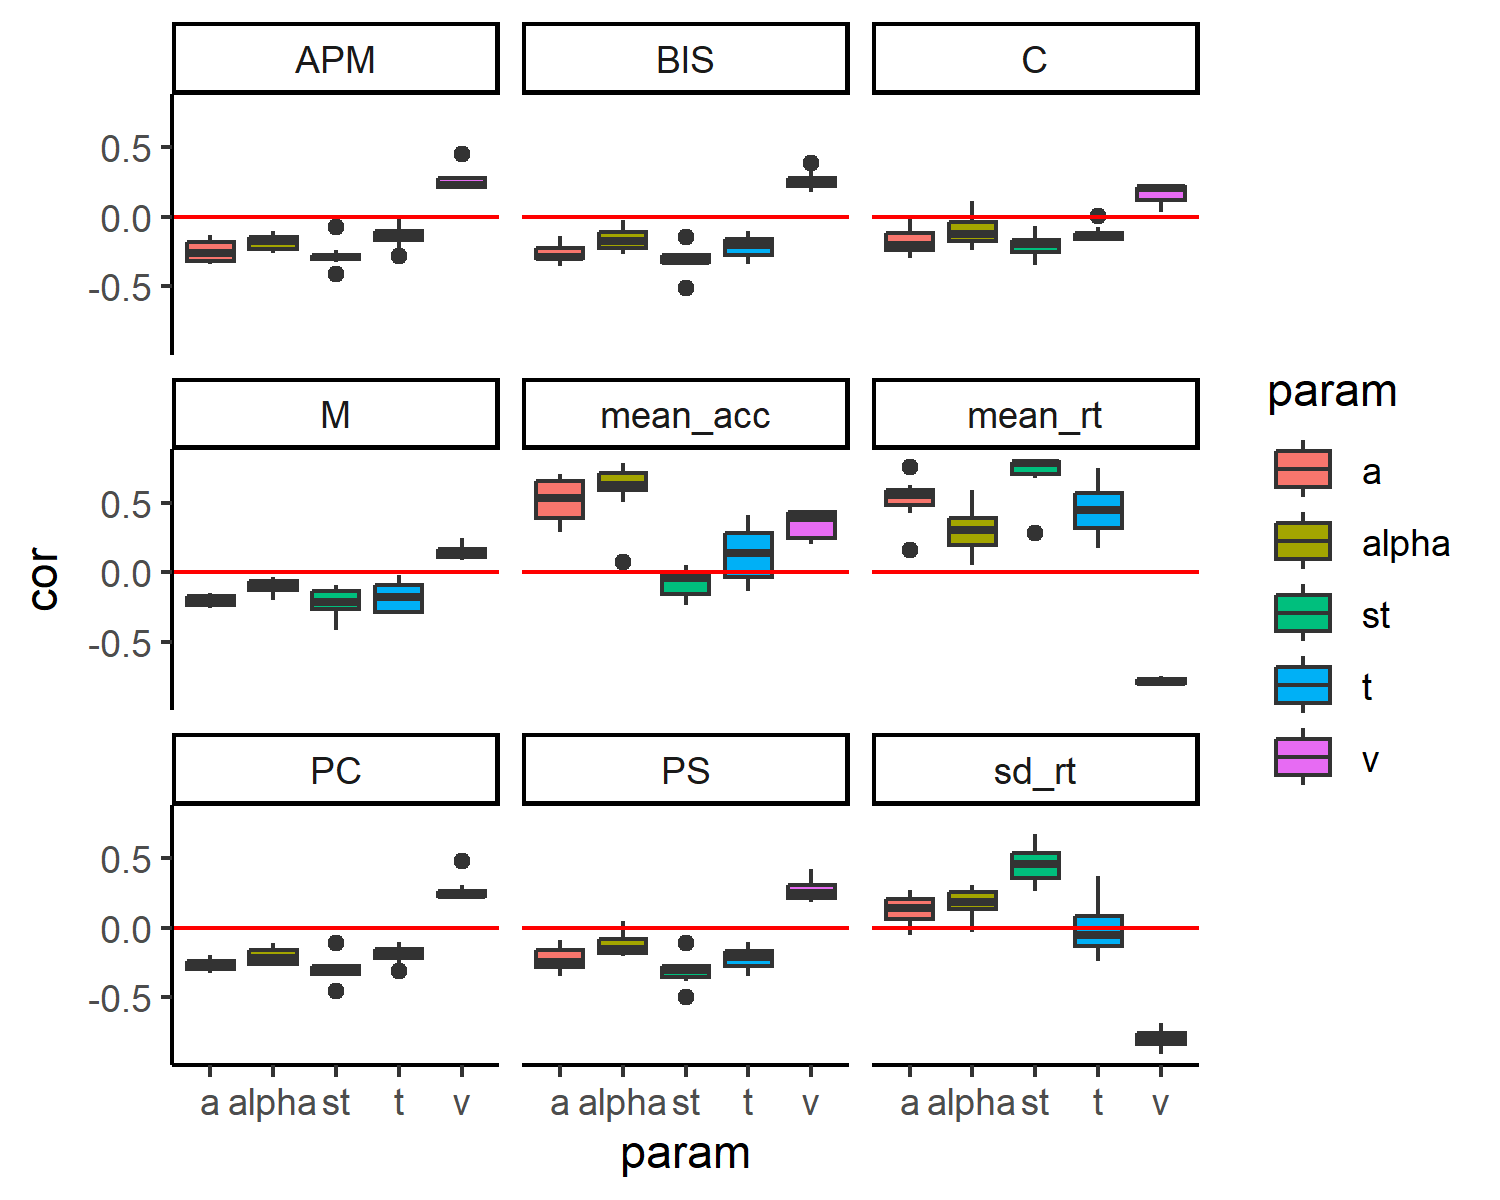 APM BIS C
0.5
0.0
-0.5
M mean_acc mean_rt
0.5
0.0
-0.5
PC PS sd_rt
0.5
0.0
-0.5
a alpha st t v a alpha st t v a alpha st t v
param
cor
param
a
alpha
st
t
v